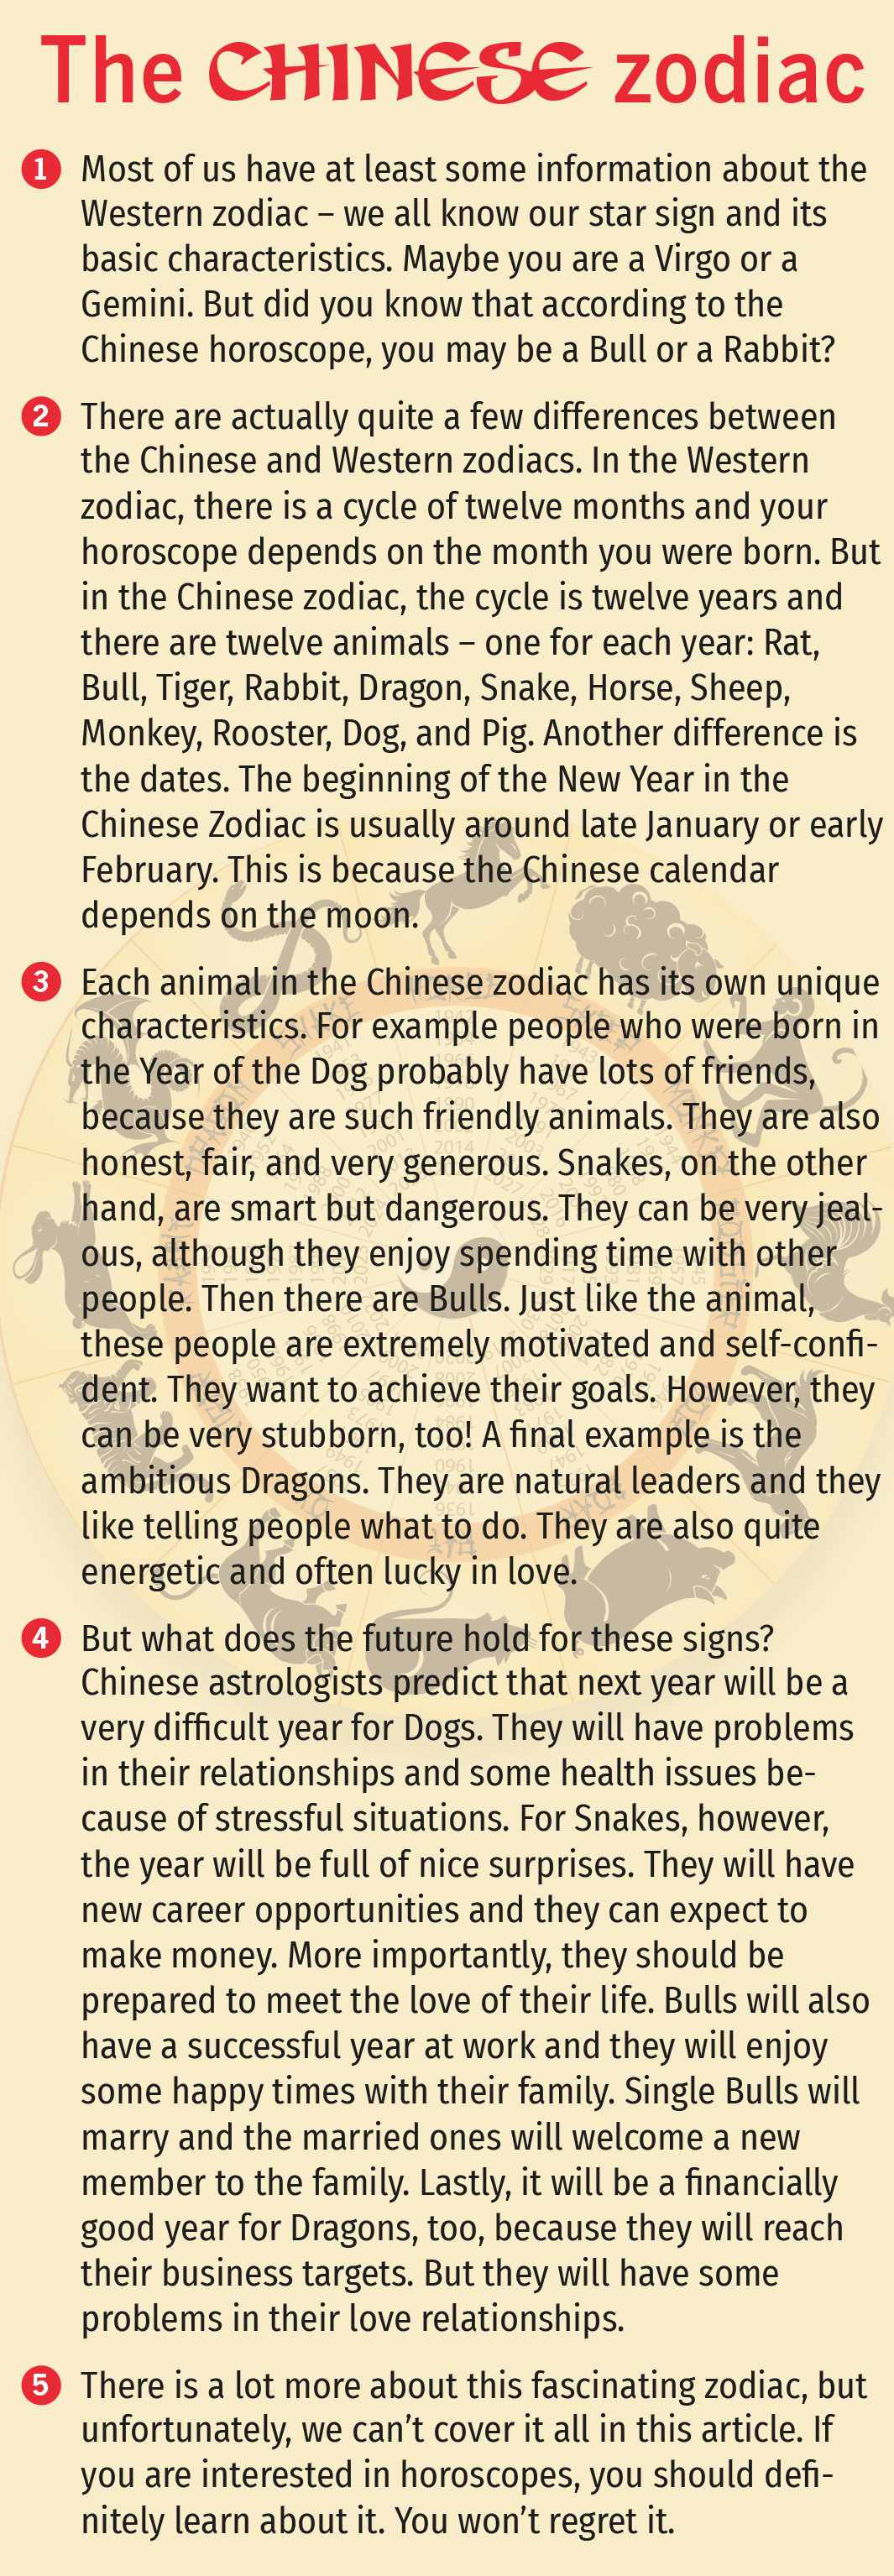 The CHINESE zodiac
1 Most of us have at least some information about the
Western zodiac – we all know our star sign and its
basic characteristics. Maybe you are a Virgo or a
Gemini. But did you know that according to the
Chinese horoscope, you may be a Bull or a Rabbit?
2 There are actually quite a few differences between
the Chinese and Western zodiacs. In the Western
zodiac, there is a cycle of twelve months and your
horoscope depends on the month you were born. But
in the Chinese zodiac, the cycle is twelve years and
there are twelve animals – one for each year: Rat,
Bull, Tiger, Rabbit, Dragon, Snake, Horse, Sheep,
Monkey, Rooster, Dog, and Pig. Another difference is
the dates. The beginning of the New Year in the
Chinese Zodiac is usually around late January or early
February. This is because the Chinese calendar
depends on the moon.
3 Each animal in the Chinese zodiac has its own unique
characteristics. For example people who were born in
the Year of the Dog probably have lots of friends,
because they are such friendly animals. They are also
honest, fair, and very generous. Snakes, on the other
hand, are smart but dangerous. They can be very jeal-
ous, although they enjoy spending time with other
people. Then there are Bulls. Just like the animal,
these people are extremely motivated and self-confi-
dent. They want to achieve their goals. However, they
can be very stubborn, too! A final example is the
ambitious Dragons. They are natural leaders and they
like telling people what to do. They are also quite
energetic and often lucky in love.
4 But what does the future hold for these signs?
Chinese astrologists predict that next year will be a
very difficult year for Dogs. They will have problems
in their relationships and some health issues be-
cause of stressful situations. For Snakes, however,
the year will be full of nice surprises. They will have
new career opportunities and they can expect to
make money. More importantly, they should be
prepared to meet the love of their life. Bulls will also
have a successful year at work and they will enjoy
some happy times with their family. Single Bulls will
marry and the married ones will welcome a new
member to the family. Lastly, it will be a financially
good year for Dragons, too, because they will reach
their business targets. But they will have some
problems in their love relationships.
5 There is a lot more about this fascinating zodiac, but
unfortunately, we can’t cover it all in this article. If
you are interested in horoscopes, you should defi-
nitely learn about it. You won’t regret it.